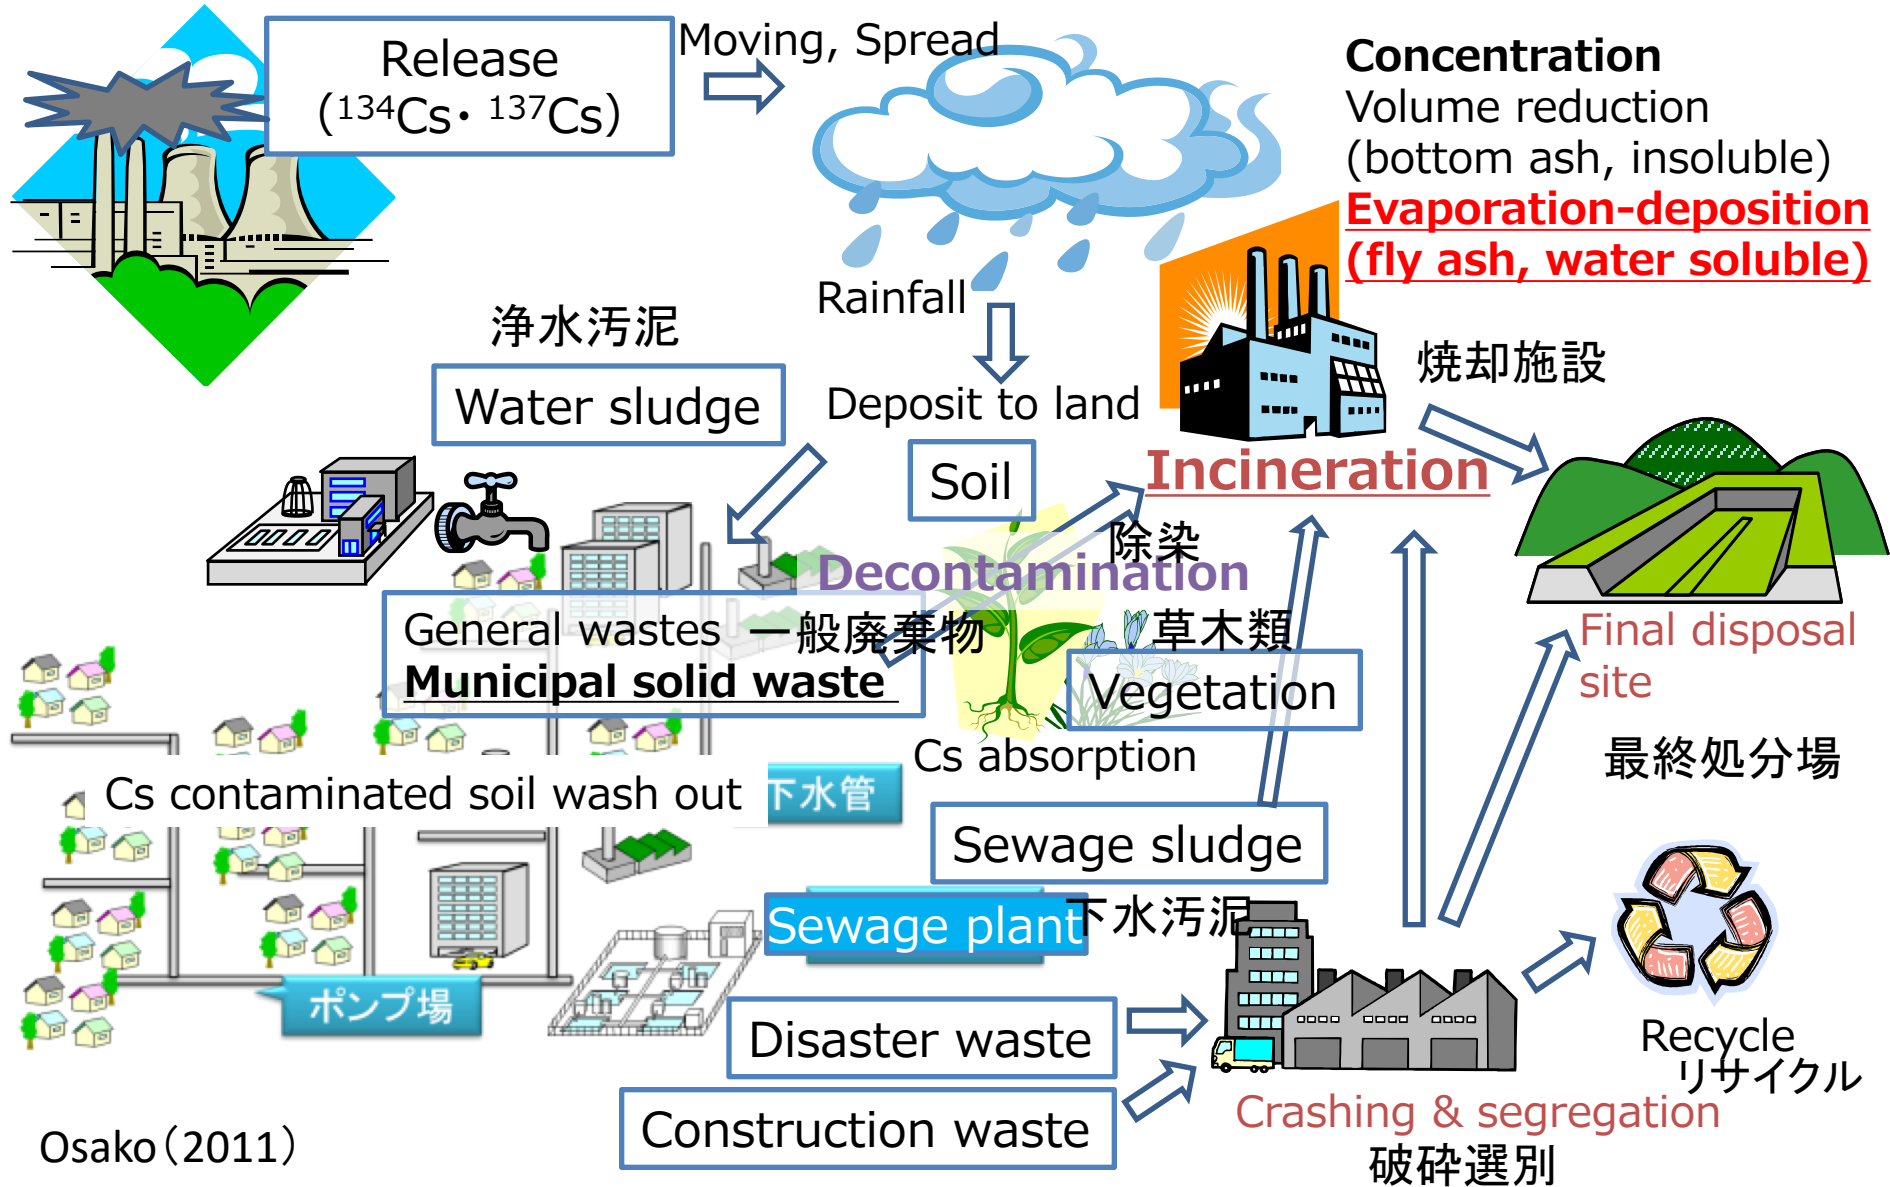 Release
(¹³⁴Cs・¹³⁷Cs)
Moving, Spread
Concentration
Volume reduction
(bottom ash, insoluble)
Evaporation-deposition
(fly ash, water soluble)
Rainfall
浄水汚泥
Water sludge
Deposit to land
Soil
焼却施設
Incineration
除染
Decontamination
General wastes 一般廃棄物
Municipal solid waste
草木類
Vegetation
Final disposal
site
最終処分場
Cs absorption
Cs contaminated soil wash out
下水管
Sewage sludge
Sewage plant
下水汚泥
ポンプ場
Disaster waste
Construction waste
Recycle
リサイクル
Crashing & segregation
破砕選別
Osako（2011）